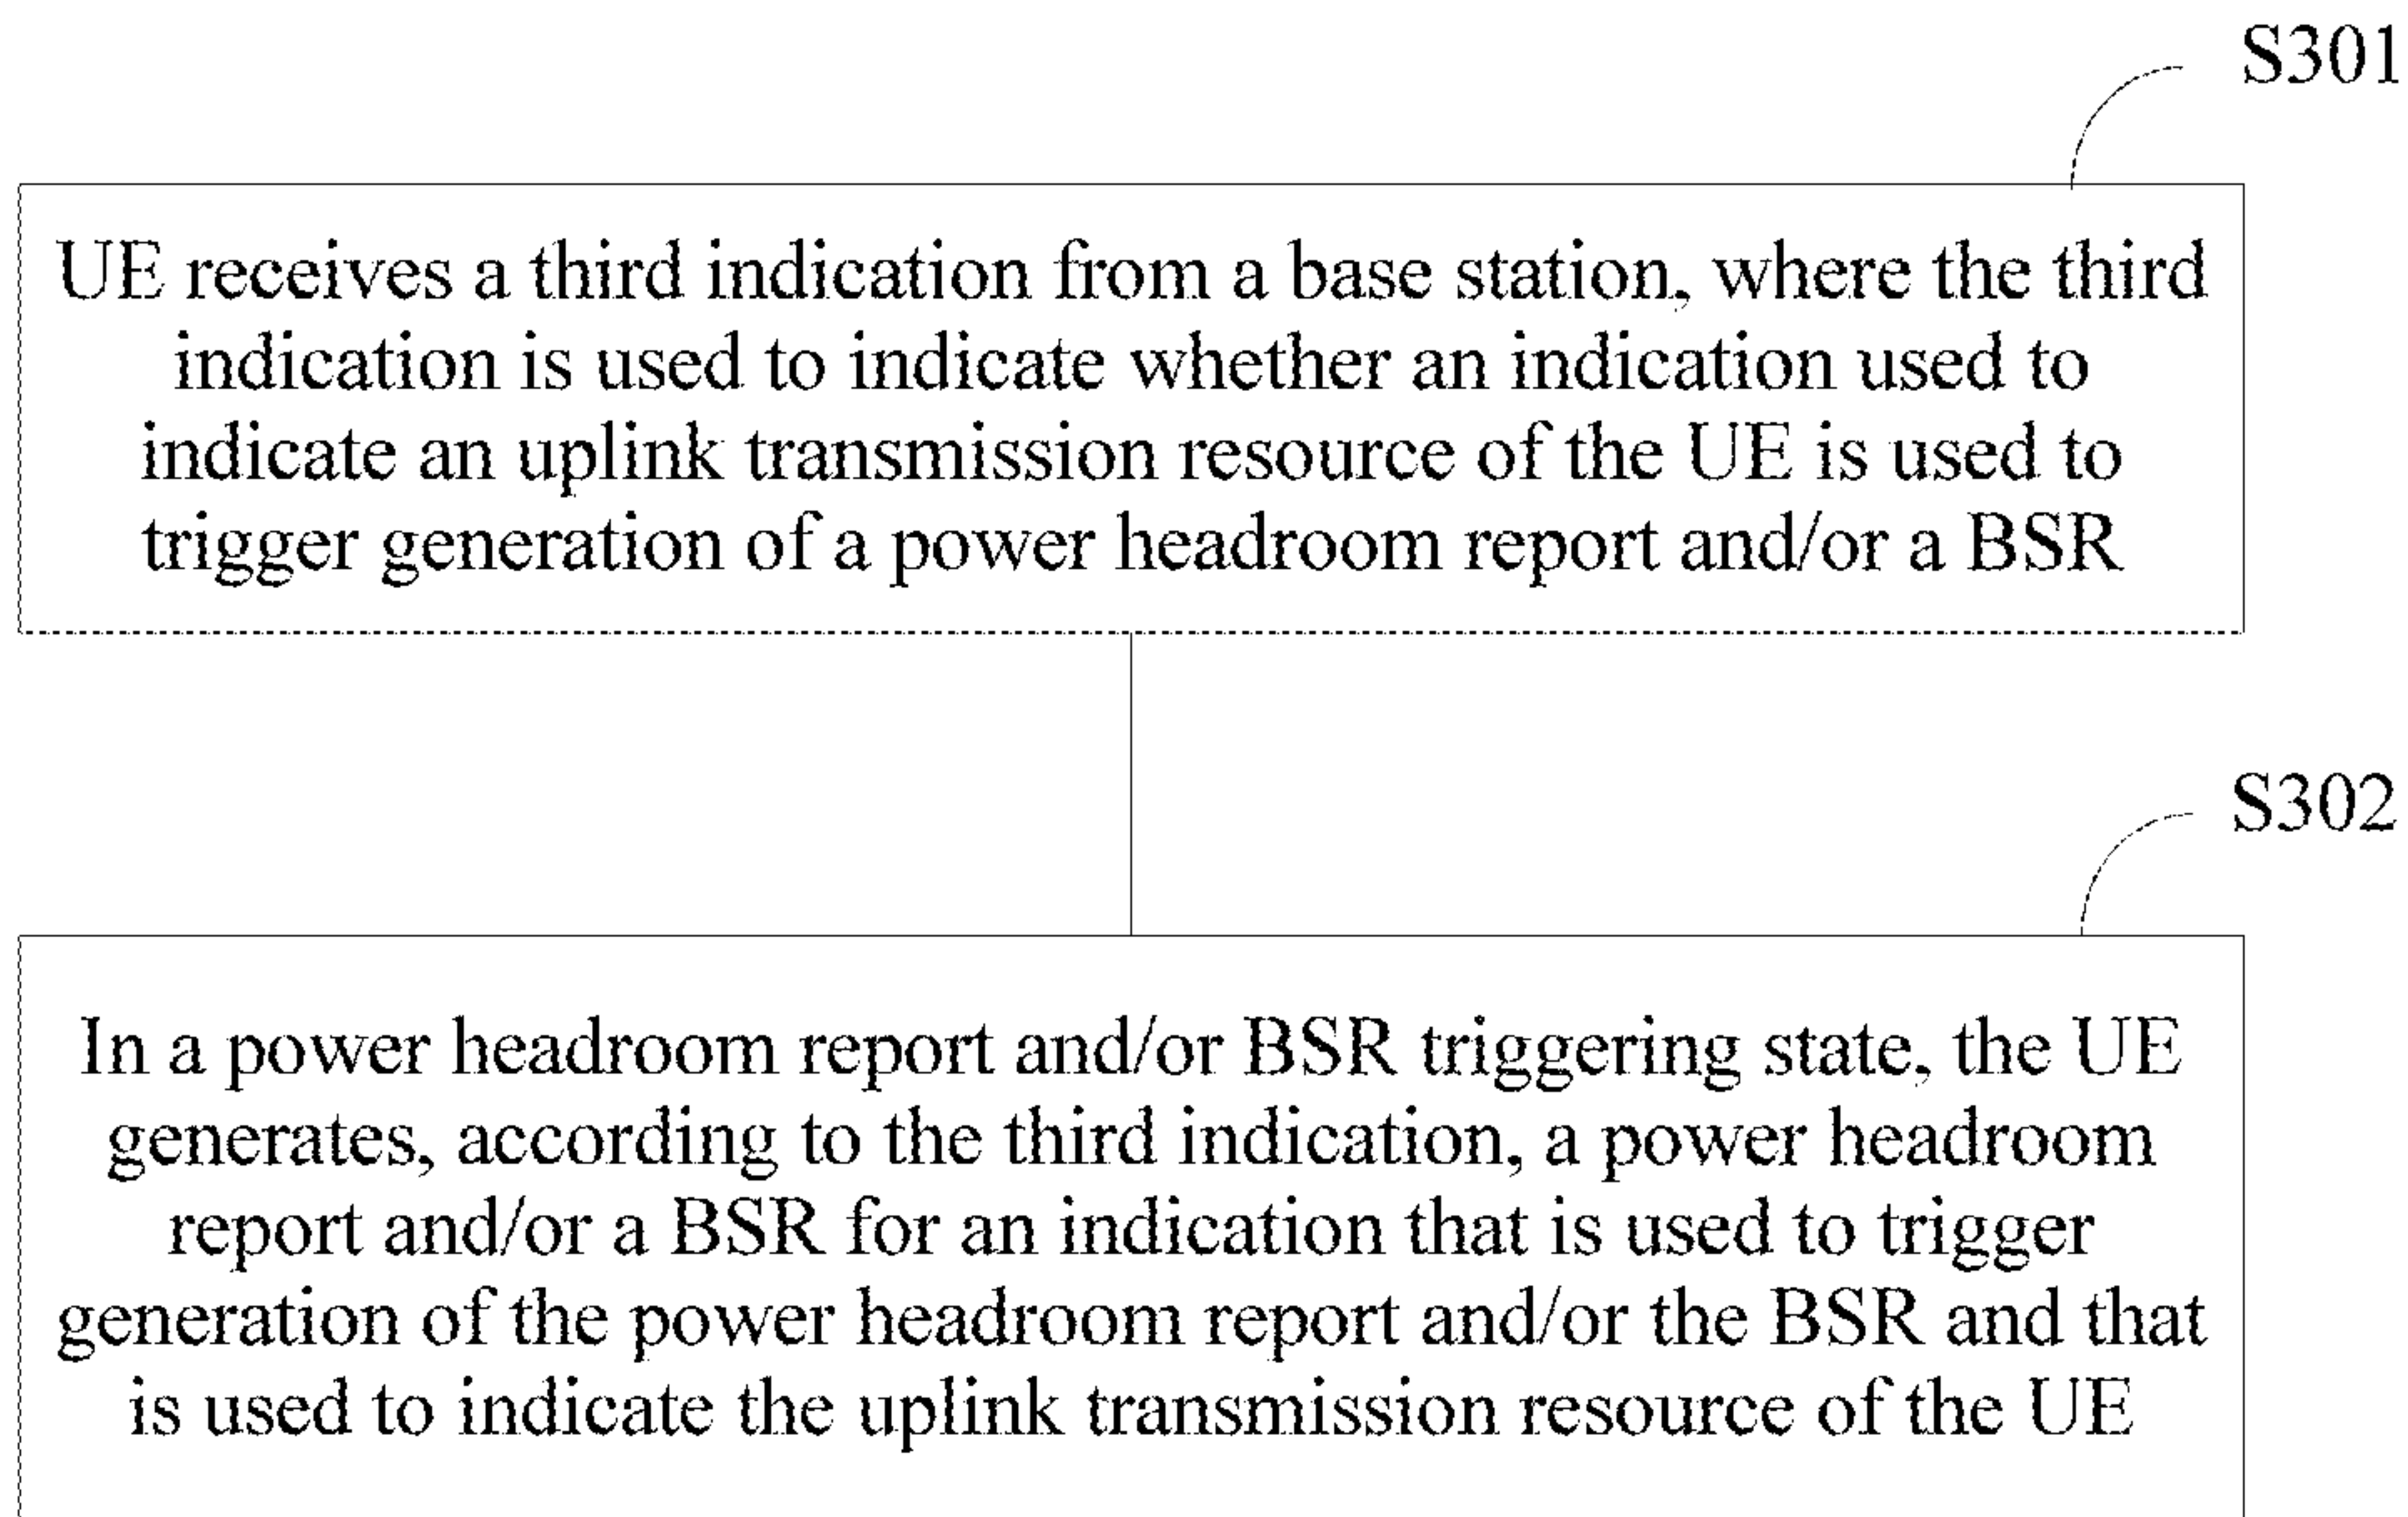 S301
UE receives a third indication from a base station, where the third
indication is used to indicate whether an indication used to
indicate an uplink transmission resource of the UE is used to
trigger generation of a power headroom report and/or a BSR
S302
In a power headroom report and/or BSR triggering state, the UE
generates, according to the third indication, a power headroom
report and/or a BSR for an indication that is used to trigger
generation of the power headroom report and/or the BSR and that
is used to indicate the uplink transmission resource of the UE